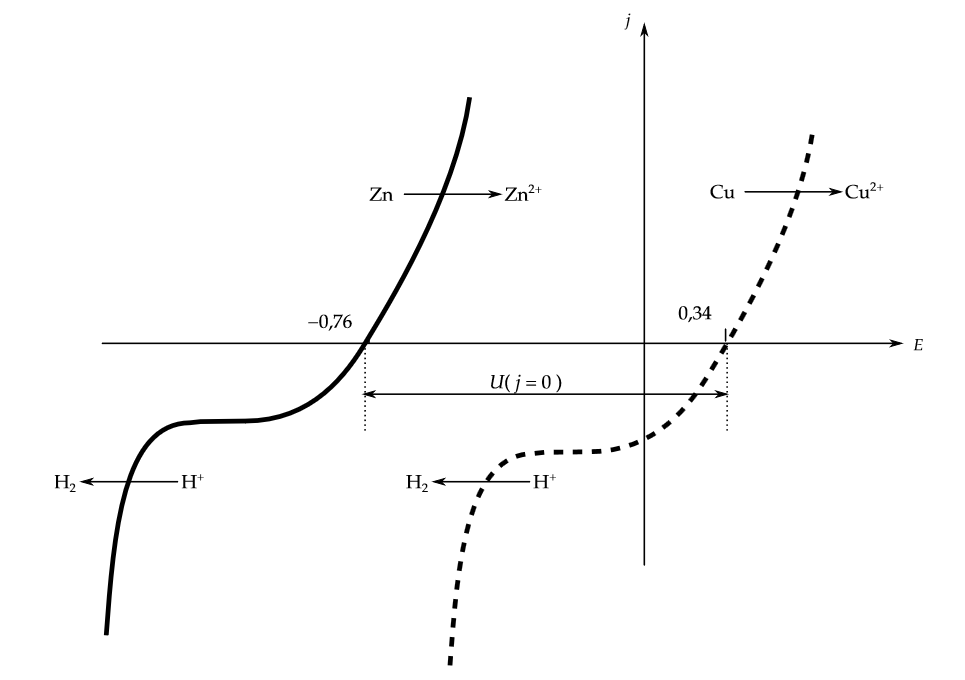 j
Zn → Zn²⁺
Cu → Cu²⁺
−0,76
0,34
E
U( j = 0 )
H₂ ← H⁺
H₂ ← H⁺